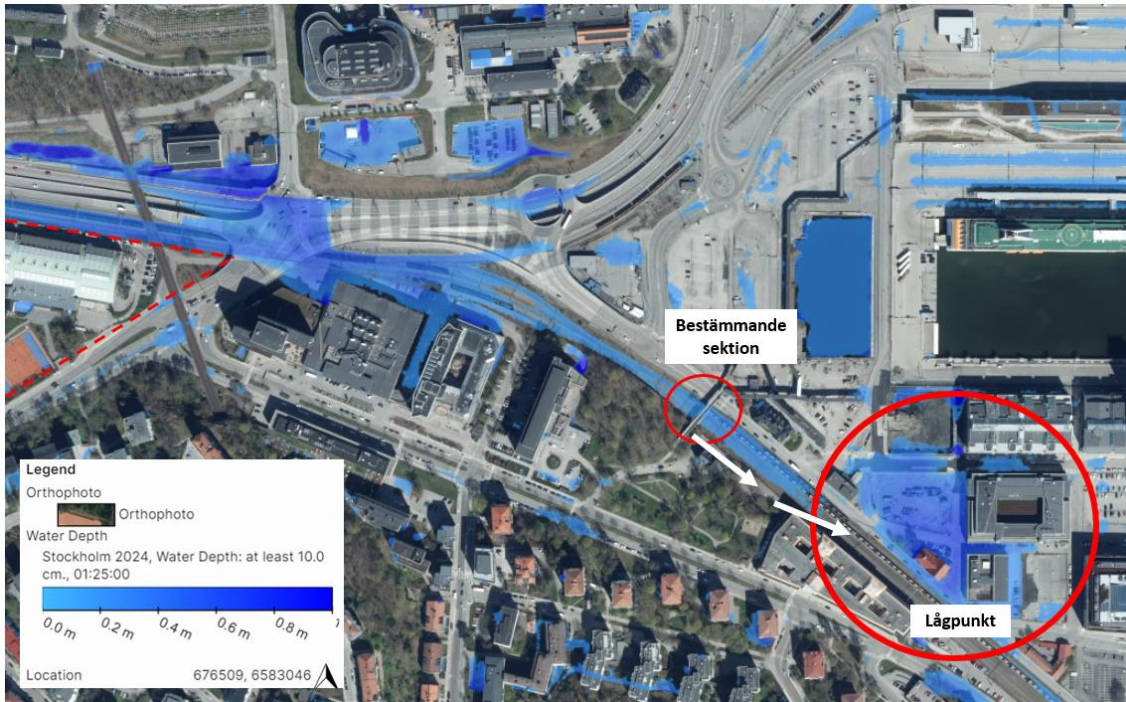 Bestämmande
sektion
Lågpunkt
Legend
Orthophoto
Orthophoto
Water Depth
Stockholm 2024, Water Depth: at least 10.0
cm., 01:25:00
0.0 m 0.2 m 0.4 m 0.6 m 0.8 m
Location 676509, 6583046